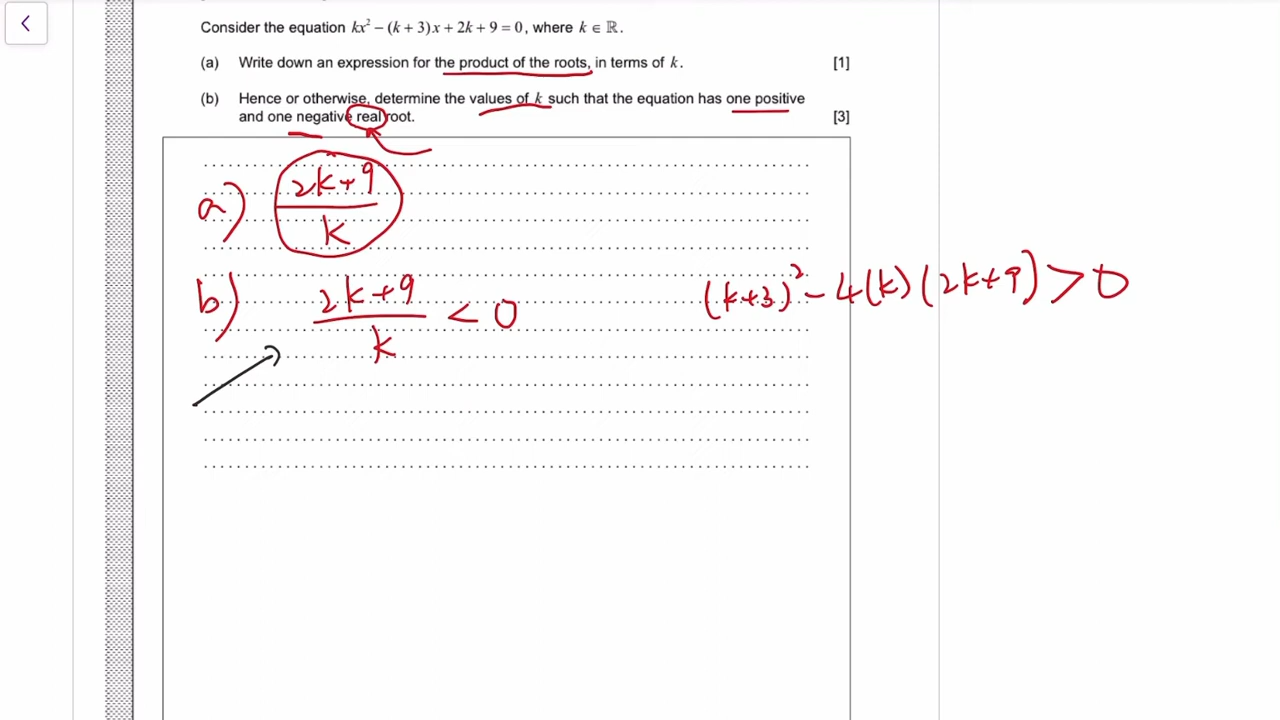 Consider the equation kx² − (k + 3)x + 2k + 9 = 0, where k ∈ ℝ.
(a) Write down an expression for the product of the roots, in terms of k. [1]
(b) Hence or otherwise, determine the values of k such that the equation has one positive
and one negative real root. [3]
a) (2k+9)/k
b) (2k+9)/k < 0
(k+3)² − 4(k)(2k+9) > 0